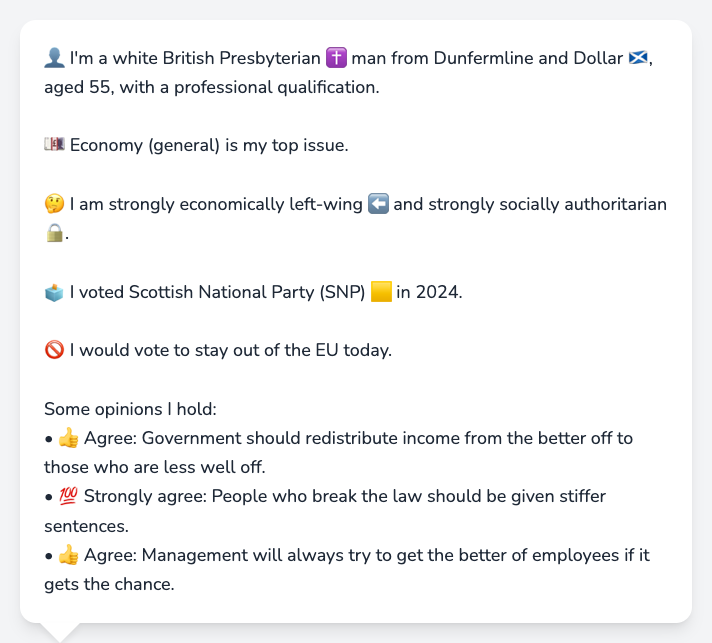 👤 I'm a white British Presbyterian ✝️ man from Dunfermline and Dollar 🏴󠁧󠁢󠁳󠁣󠁴󠁿,
aged 55, with a professional qualification.
💷 Economy (general) is my top issue.
🤔 I am strongly economically left-wing ⬅️ and strongly socially authoritarian
🔒.
🗳️ I voted Scottish National Party (SNP) 🟨 in 2024.
🚫 I would vote to stay out of the EU today.
Some opinions I hold:
• 👍 Agree: Government should redistribute income from the better off to
those who are less well off.
• 💯 Strongly agree: People who break the law should be given stiffer
sentences.
• 👍 Agree: Management will always try to get the better of employees if it
gets the chance.